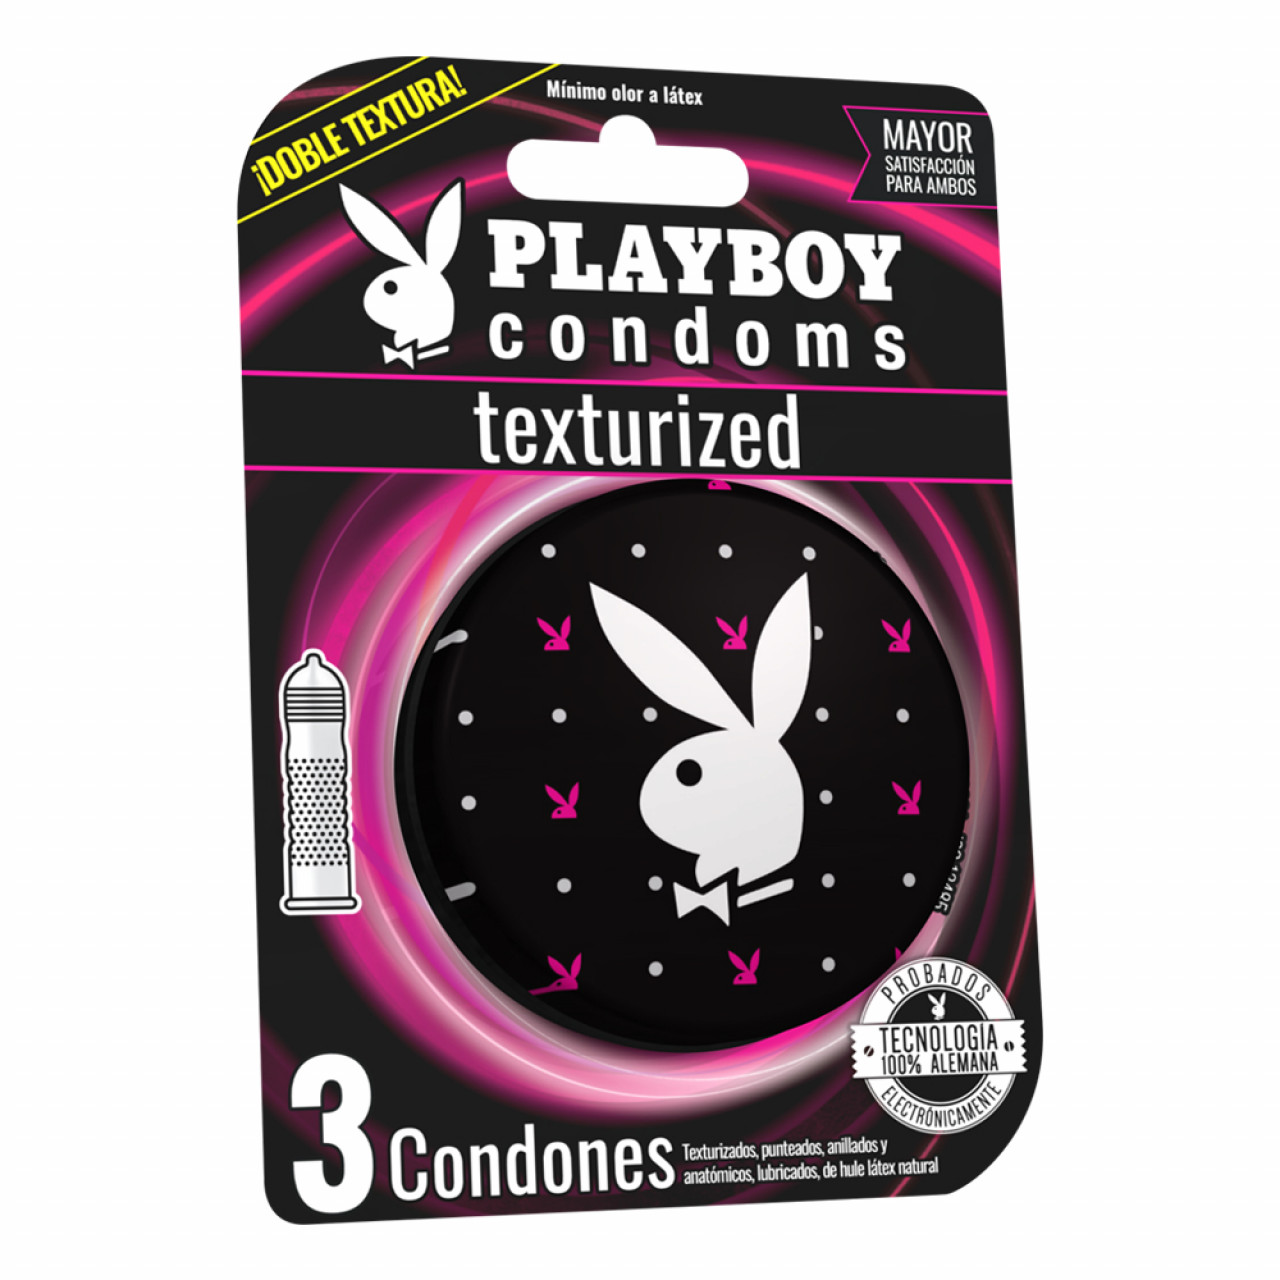 ¡DOBLE TEXTURA!
Mínimo olor a látex
MAYOR
SATISFACCIÓN
PARA AMBOS
PLAYBOY
condoms
texturized
PROBADOS
TECNOLOGÍA
100% ALEMANA
ELECTRÓNICAMENTE
3 Condones
Texturizados, punteados, anillados y
anatómicos, lubricados, de hule látex natural